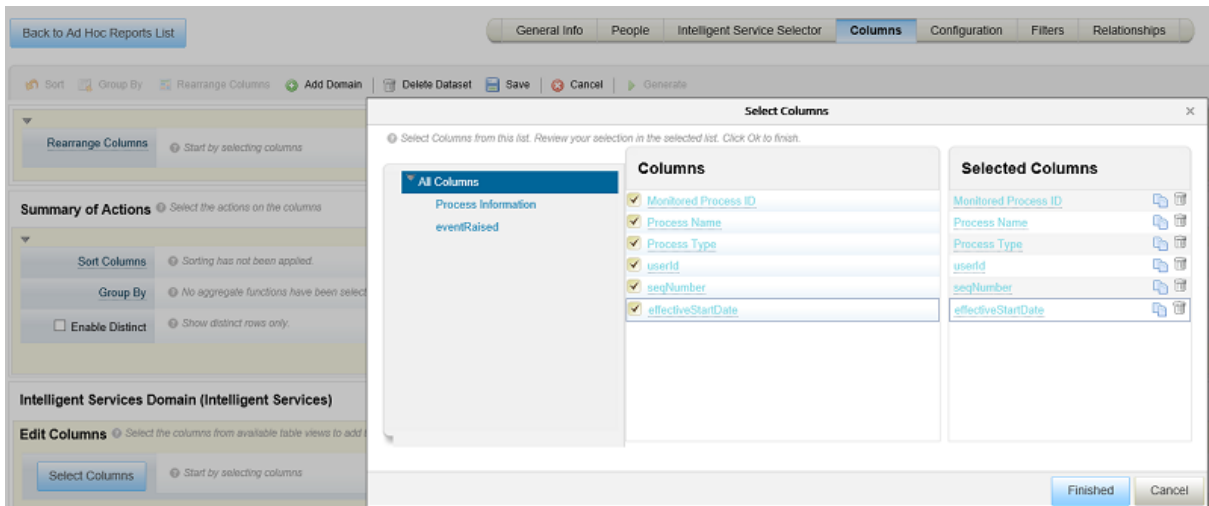 Back to Ad Hoc Reports List
General Info People Intelligent Service Selector Columns Configuration Filters Relationships
Sort Group By Rearrange Columns Add Domain Delete Dataset Save Cancel Generate
Select Columns
Select Columns from this list. Review your selection in the selected list. Click Ok to finish.
Rearrange Columns Start by selecting columns
Summary of Actions Select the actions on the columns
Sort Columns Sorting has not been applied.
Group By No aggregate functions have been select
Enable Distinct Show distinct rows only.
Intelligent Services Domain (Intelligent Services)
Edit Columns Select the columns from available table views to add
Select Columns Start by selecting columns
All Columns
Process Information
eventRaised
Columns
Monitored Process ID
Process Name
Process Type
userId
seqNumber
effectiveStartDate
Selected Columns
Monitored Process ID
Process Name
Process Type
userId
seqNumber
effectiveStartDate
Finished Cancel